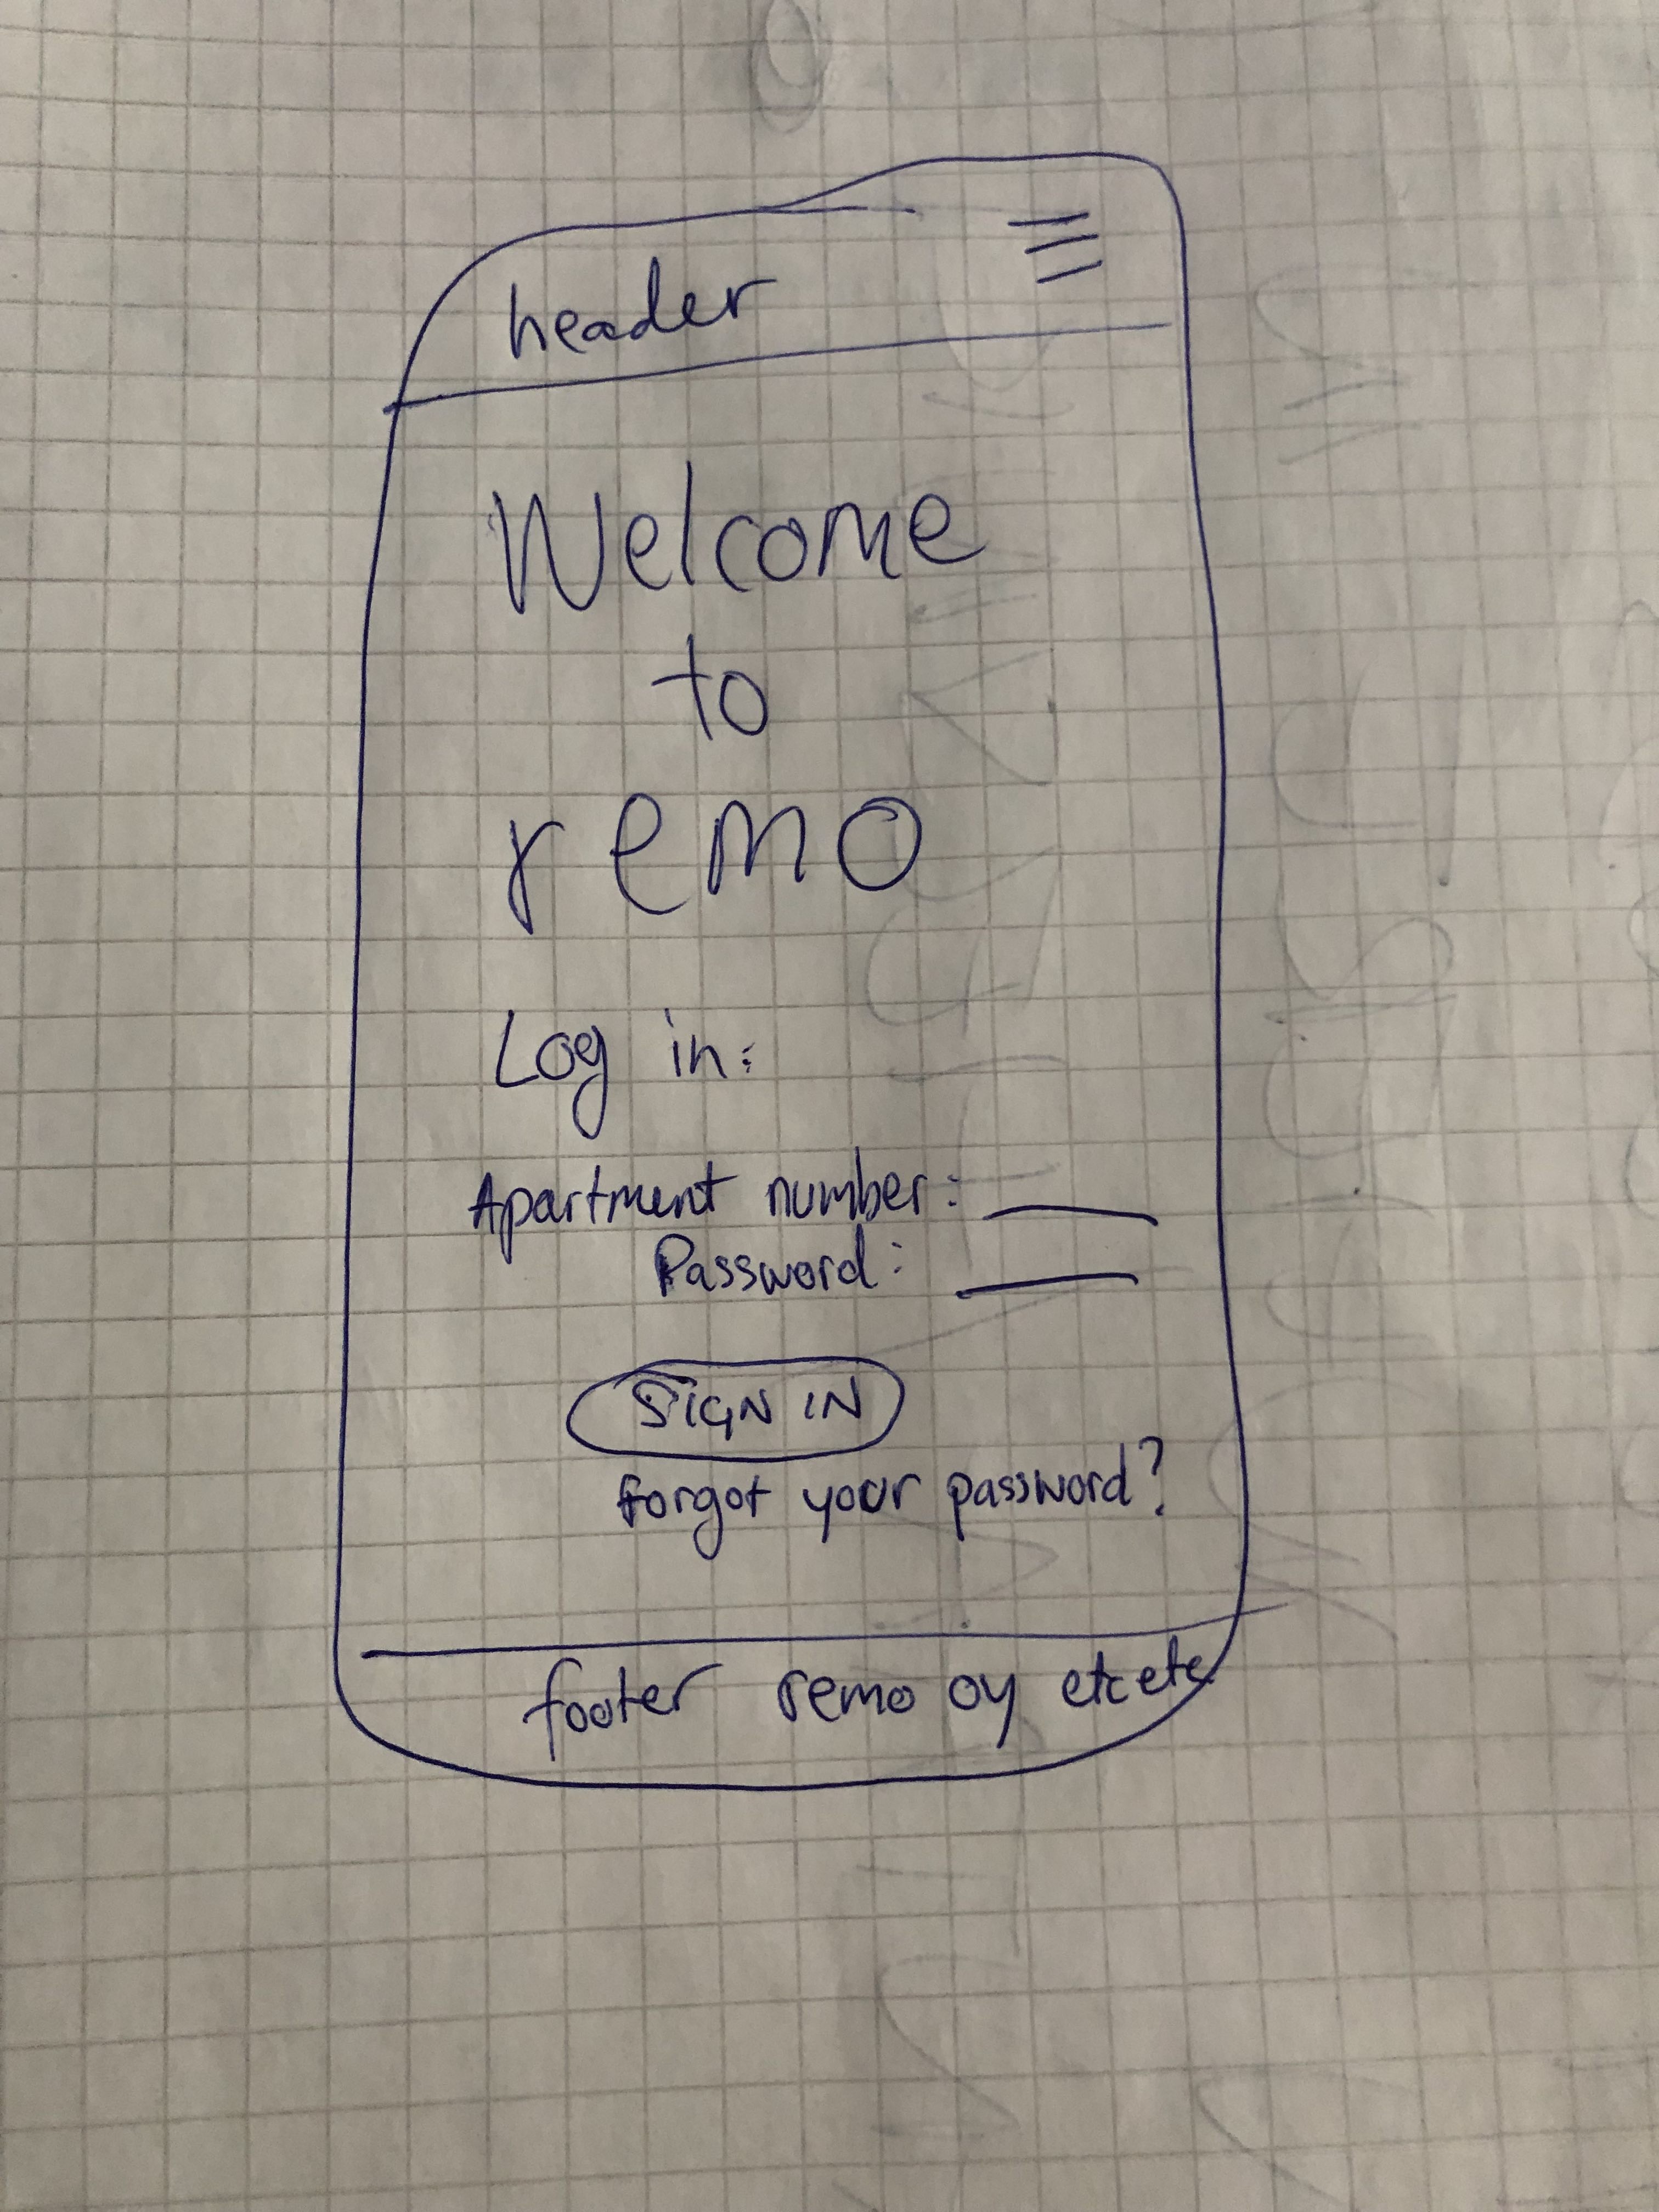 header
Welcome
to
remo
Log in:
Apartment number:
Password:
SIGN IN
forgot your password?
footer remo oy etcete